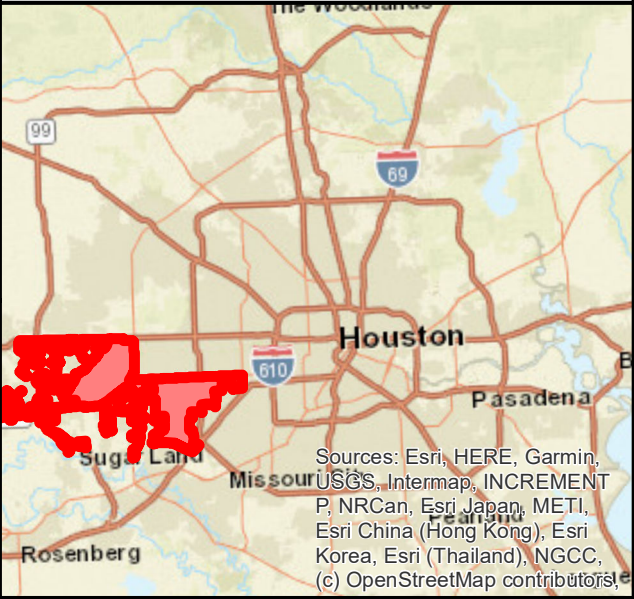 The Woodlands
99
69
Houston
610
Pasadena
Sugar Land
Missouri City
Pearland
Rosenberg
Sources: Esri, HERE, Garmin,
USGS, Intermap, INCREMENT
P, NRCan, Esri Japan, METI,
Esri China (Hong Kong), Esri
Korea, Esri (Thailand), NGCC,
(c) OpenStreetMap contributors,